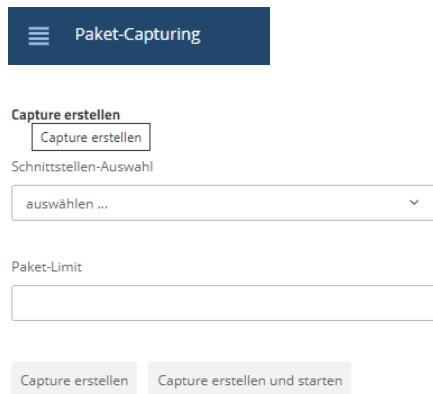 Paket-Capturing
Capture erstellen
Capture erstellen
Schnittstellen-Auswahl
auswählen ...
Paket-Limit
Capture erstellen Capture erstellen und starten